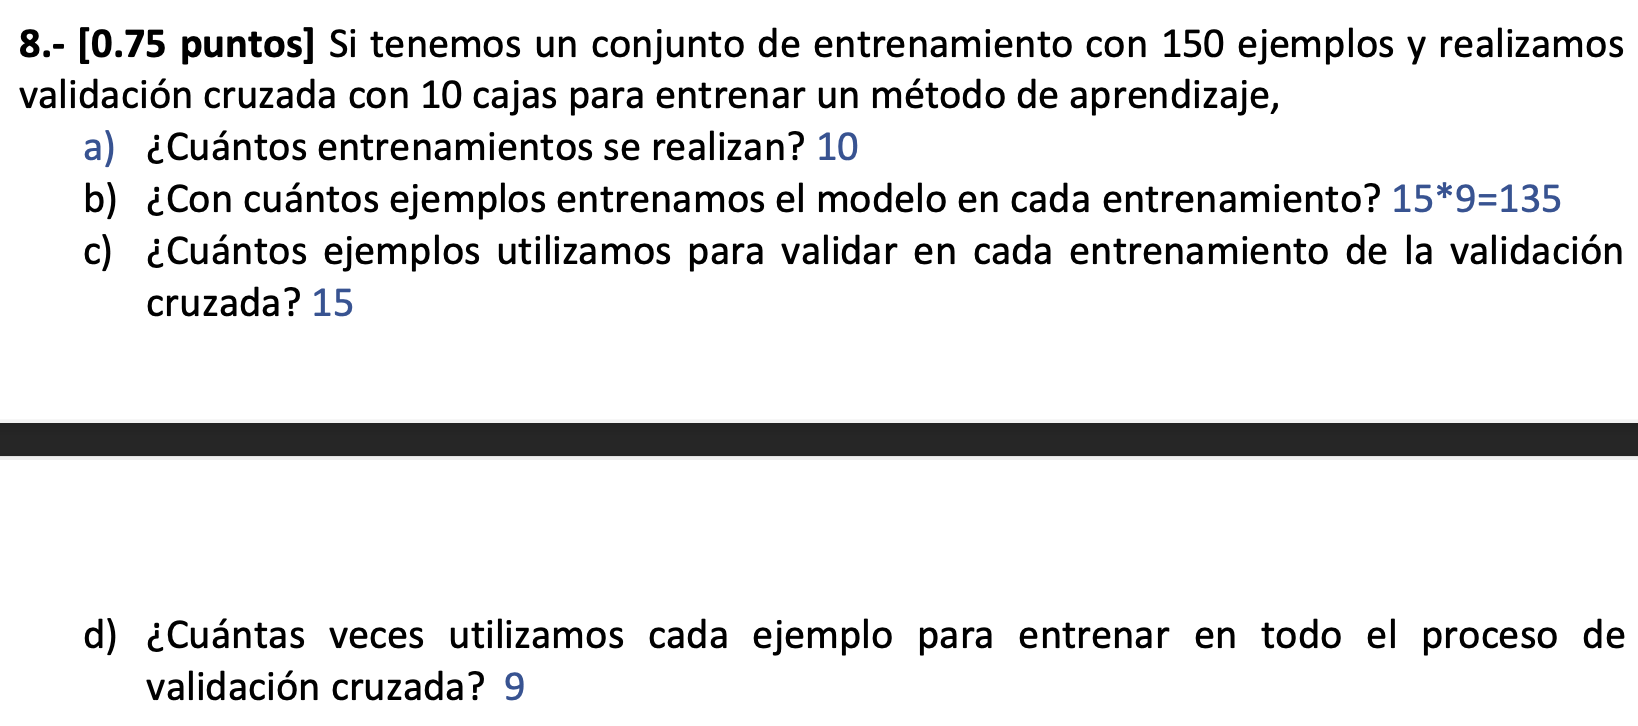 8.- [0.75 puntos] Si tenemos un conjunto de entrenamiento con 150 ejemplos y realizamos
validación cruzada con 10 cajas para entrenar un método de aprendizaje,
a) ¿Cuántos entrenamientos se realizan? 10
b) ¿Con cuántos ejemplos entrenamos el modelo en cada entrenamiento? 15*9=135
c) ¿Cuántos ejemplos utilizamos para validar en cada entrenamiento de la validación
cruzada? 15
d) ¿Cuántas veces utilizamos cada ejemplo para entrenar en todo el proceso de
validación cruzada? 9